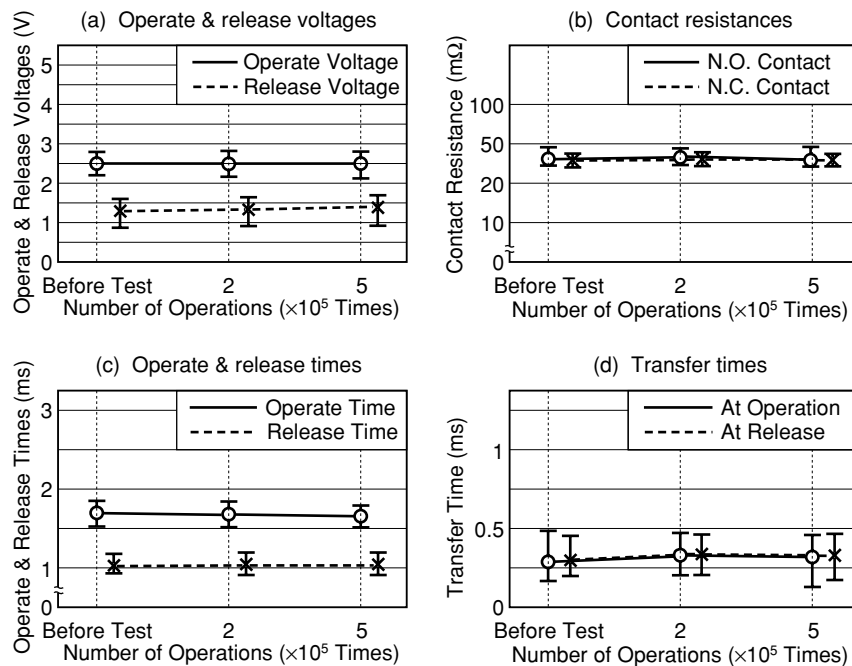 (a) Operate & release voltages
Operate & Release Voltages (V)
5
4
3
2
1
0
Operate Voltage
Release Voltage
Before Test 2 5
Number of Operations (×10⁵ Times)
(b) Contact resistances
Contact Resistance (mΩ)
100
50
20
10
0
N.O. Contact
N.C. Contact
Before Test 2 5
Number of Operations (×10⁵ Times)
(c) Operate & release times
Operate & Release Times (ms)
3
2
1
0
Operate Time
Release Time
Before Test 2 5
Number of Operations (×10⁵ Times)
(d) Transfer times
Transfer Time (ms)
1
0.5
0
At Operation
At Release
Before Test 2 5
Number of Operations (×10⁵ Times)